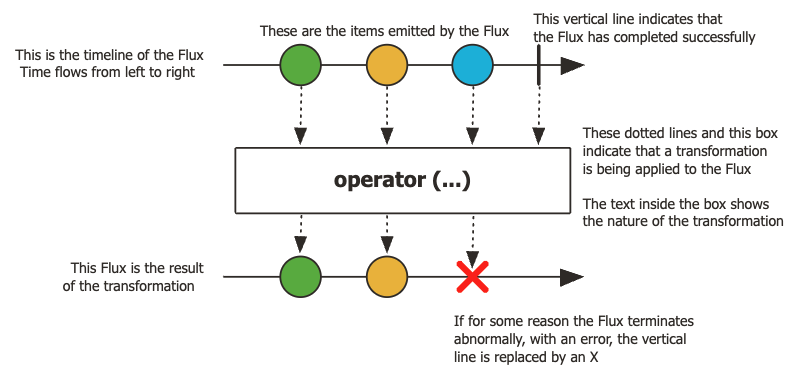 These are the items emitted by the Flux
This vertical line indicates that
the Flux has completed successfully
This is the timeline of the Flux
Time flows from left to right
These dotted lines and this box
indicate that a transformation
is being applied to the Flux
operator (...)
The text inside the box shows
the nature of the transformation
This Flux is the result
of the transformation
If for some reason the Flux terminates
abnormally, with an error, the vertical
line is replaced by an X